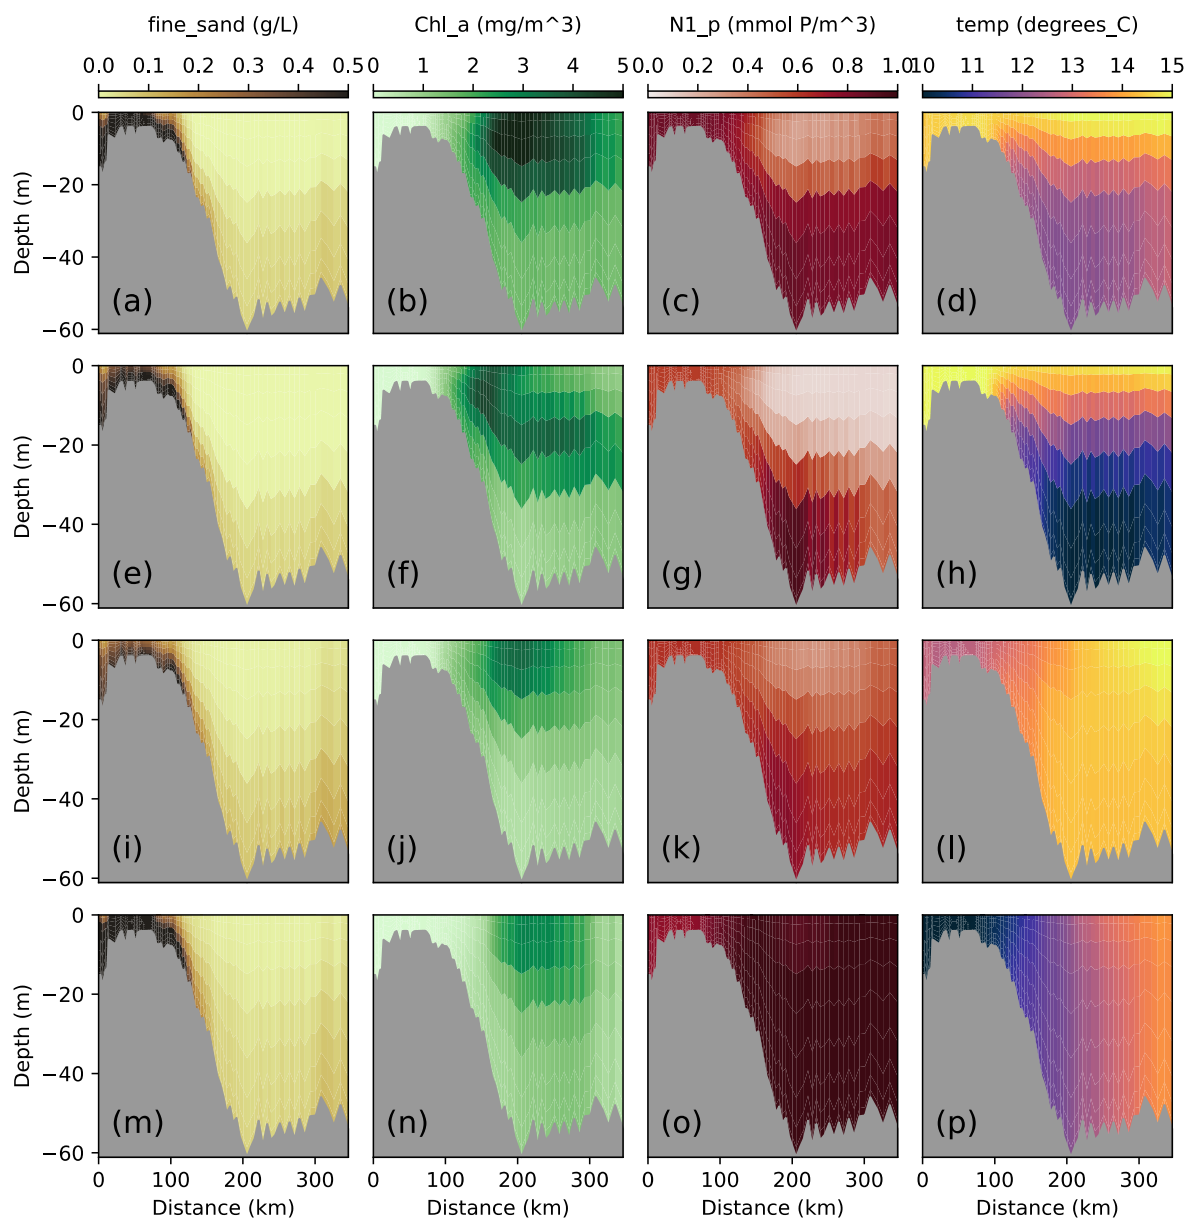 fine_sand (g/L) Chl_a (mg/m^3) N1_p (mmol P/m^3) temp (degrees_C)
0.0 0.1 0.2 0.3 0.4 0.5 0 1 2 3 4 5 0.0 0.2 0.4 0.6 0.8 1.0 10 11 12 13 14 15
0
−20
−40
−60
Depth (m)
(a) (b) (c) (d)
0
−20
−40
−60
Depth (m)
(e) (f) (g) (h)
0
−20
−40
−60
Depth (m)
(i) (j) (k) (l)
0
−20
−40
−60
Depth (m)
(m) (n) (o) (p)
0 100 200 300 0 100 200 300 0 100 200 300 0 100 200 300
Distance (km) Distance (km) Distance (km) Distance (km)